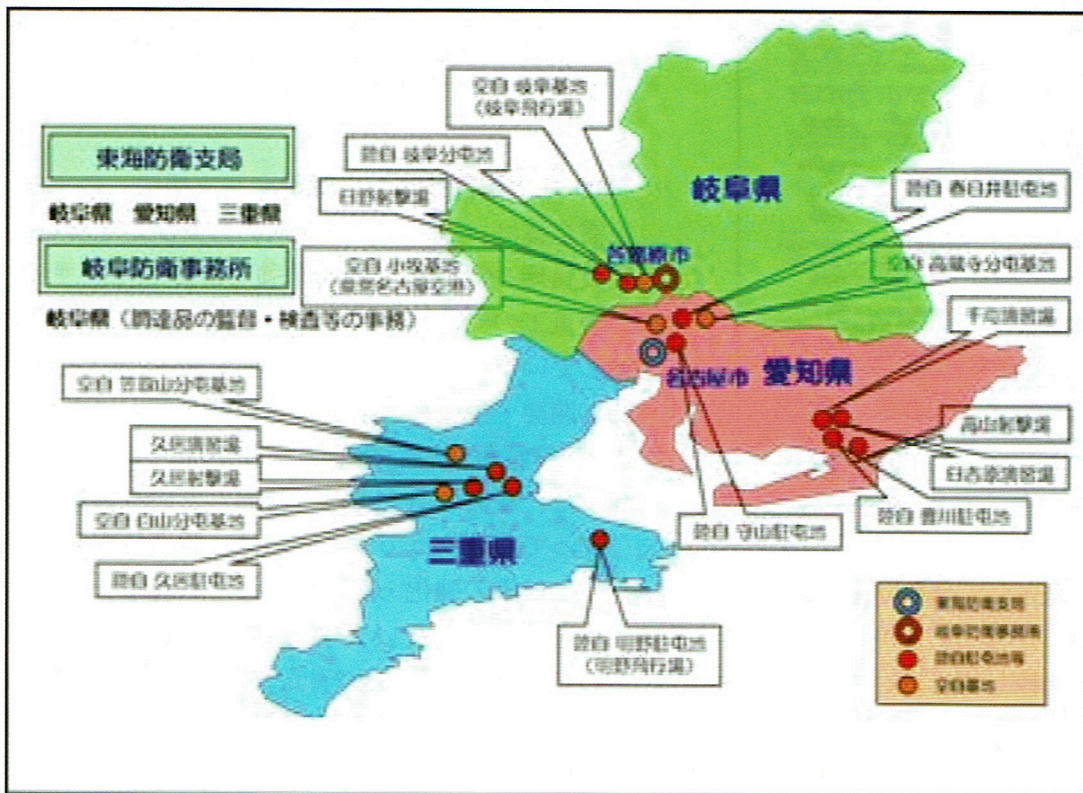 東海防衛支局
岐阜県　愛知県　三重県
岐阜防衛事務所
岐阜県（調達品の監督・検査等の事務）
空自 岐阜基地
（岐阜飛行場）
陸自 岐阜分屯地
日野射撃場
空自 小牧基地
（県営名古屋空港）
岐阜県
各務原市
陸自 春日井駐屯地
空自 高蔵寺分屯基地
千両演習場
名古屋市
愛知県
高山射撃場
日吉原演習場
陸自 豊川駐屯地
陸自 守山駐屯地
空自 笠取山分屯基地
久居演習場
久居射撃場
空自 白山分屯基地
陸自 久居駐屯地
三重県
陸自 明野駐屯地
（明野飛行場）
東海防衛支局
岐阜防衛事務所
陸自駐屯地等
空自基地